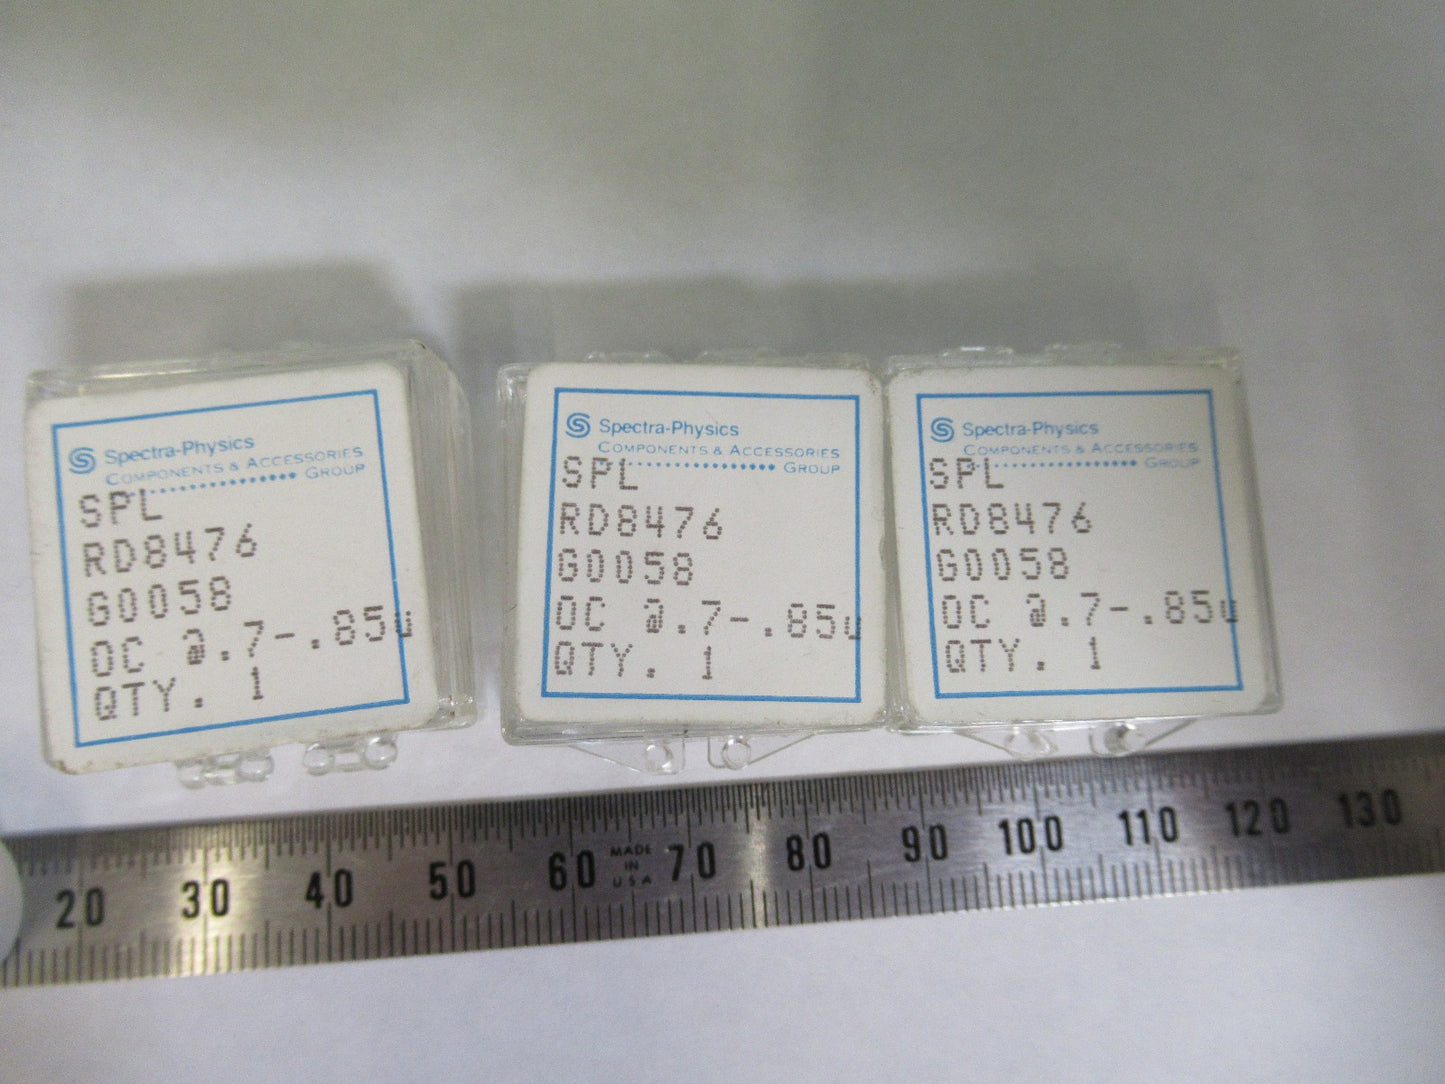 Spectra-Physics
COMPONENTS & ACCESSORIES
GROUP
SPL
RD8476
G0058
OC @.7-.85u
QTY. 1
Spectra-Physics
COMPONENTS & ACCESSORIES
GROUP
SPL
RD8476
G0058
OC @.7-.85u
QTY. 1
Spectra-Physics
COMPONENTS & ACCESSORIES
GROUP
SPL
RD8476
G0058
OC @.7-.85u
QTY. 1
20 30 40 50 60 70 80 90 100 110 120 130
MADE
IN
USA